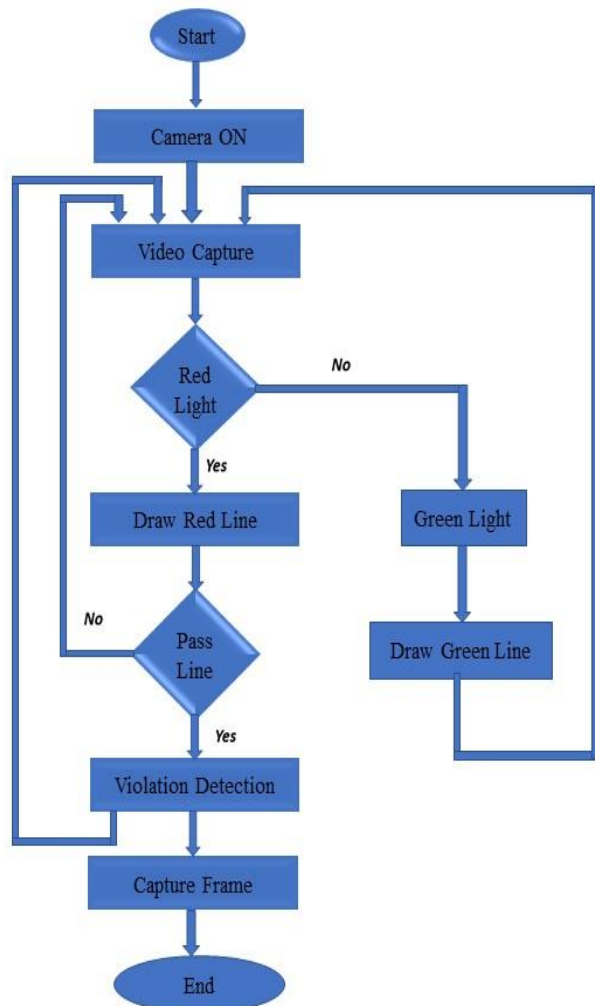 Start
Camera ON
Video Capture
Red
Light
No
Yes
Draw Red Line
Green Light
No
Pass
Line
Draw Green Line
Yes
Violation Detection
Capture Frame
End